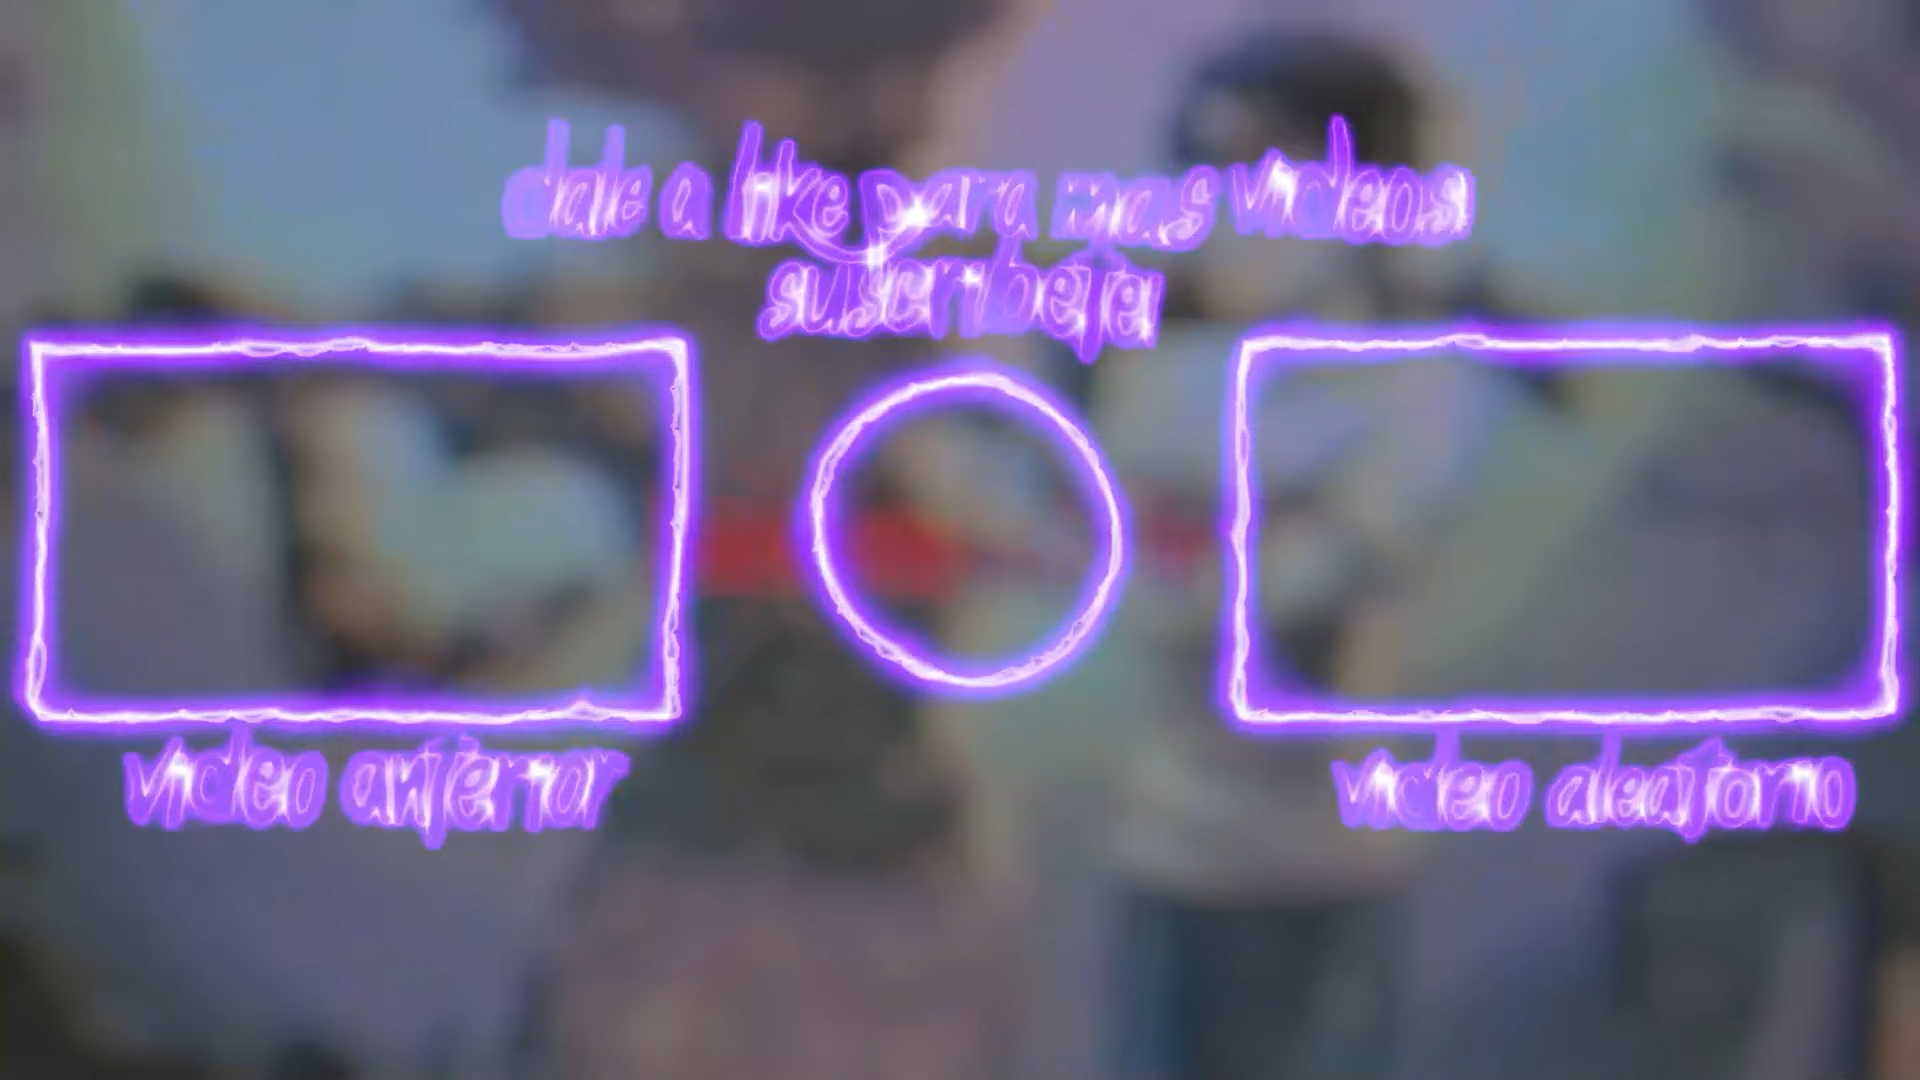 dale a like para mas videos
suscribete!
video anterior
video aleatorio